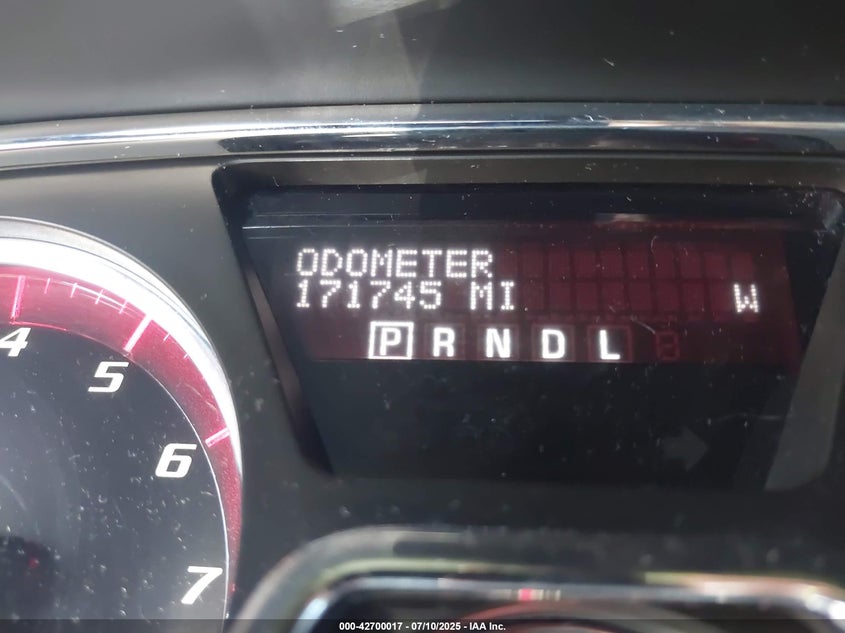 ODOMETER
171745 MI W
P R N D L
4
5
6
7
000-42700017 — 07/10/2025 — IAA Inc.